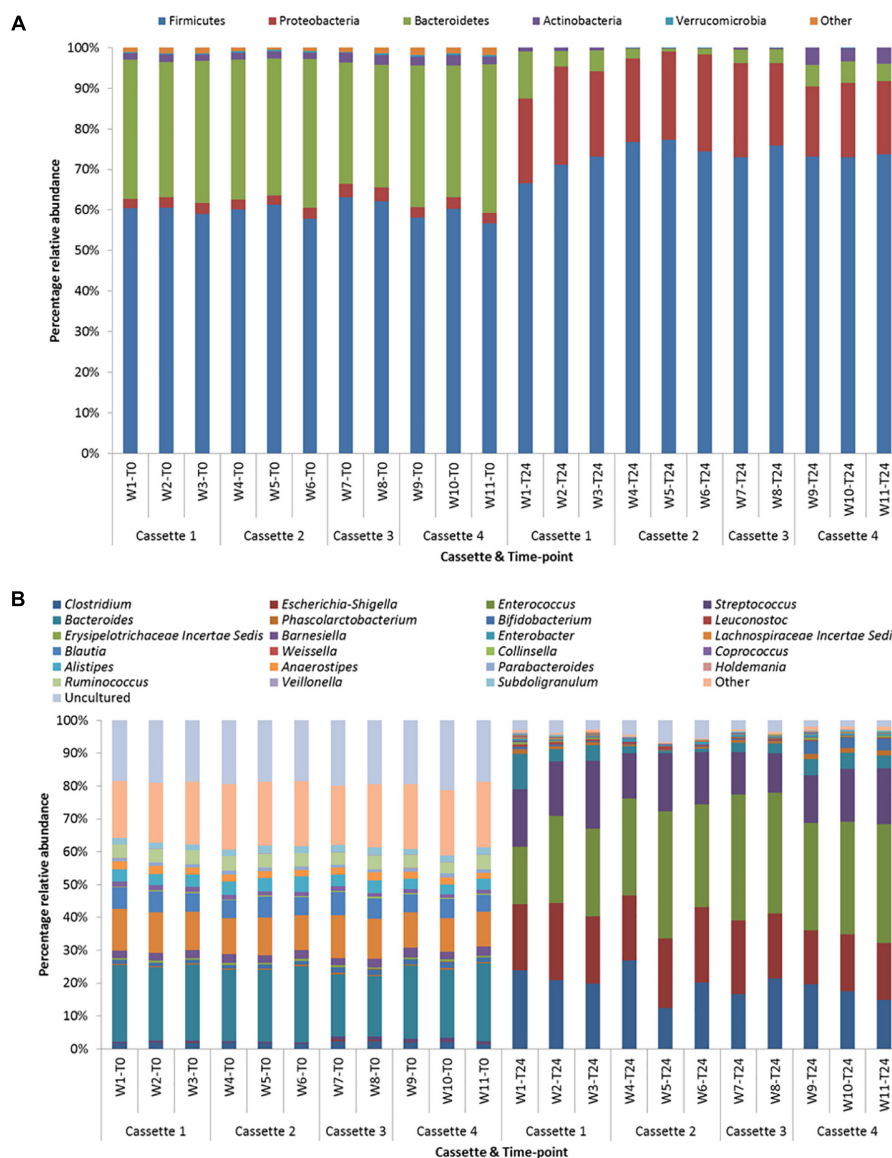 A
Firmicutes Proteobacteria Bacteroidetes Actinobacteria Verrucomicrobia Other
Percentage relative abundance
100%
90%
80%
70%
60%
50%
40%
30%
20%
10%
0%
W1-T0 W2-T0 W3-T0 W4-T0 W5-T0 W6-T0 W7-T0 W8-T0 W9-T0 W10-T0 W11-T0 W1-T24 W2-T24 W3-T24 W4-T24 W5-T24 W6-T24 W7-T24 W8-T24 W9-T24 W10-T24 W11-T24
Cassette 1 Cassette 2 Cassette 3 Cassette 4 Cassette 1 Cassette 2 Cassette 3 Cassette 4
Cassette & Time-point
B
Clostridium Escherichia-Shigella Enterococcus Streptococcus
Bacteroides Phascolarctobacterium Bifidobacterium Leuconostoc
Erysipelotrichaceae Incertae Sedis Barnesiella Enterobacter Lachnospiraceae Incertae Sedi
Blautia Weissella Collinsella Coprococcus
Alistipes Anaerostipes Parabacteroides Holdemania
Ruminococcus Veillonella Subdoligranulum Other
Uncultured
Percentage relative abundance
100%
90%
80%
70%
60%
50%
40%
30%
20%
10%
0%
W1-T0 W2-T0 W3-T0 W4-T0 W5-T0 W6-T0 W7-T0 W8-T0 W9-T0 W10-T0 W11-T0 W1-T24 W2-T24 W3-T24 W4-T24 W5-T24 W6-T24 W7-T24 W8-T24 W9-T24 W10-T24 W11-T24
Cassette 1 Cassette 2 Cassette 3 Cassette 4 Cassette 1 Cassette 2 Cassette 3 Cassette 4
Cassette & Time-point